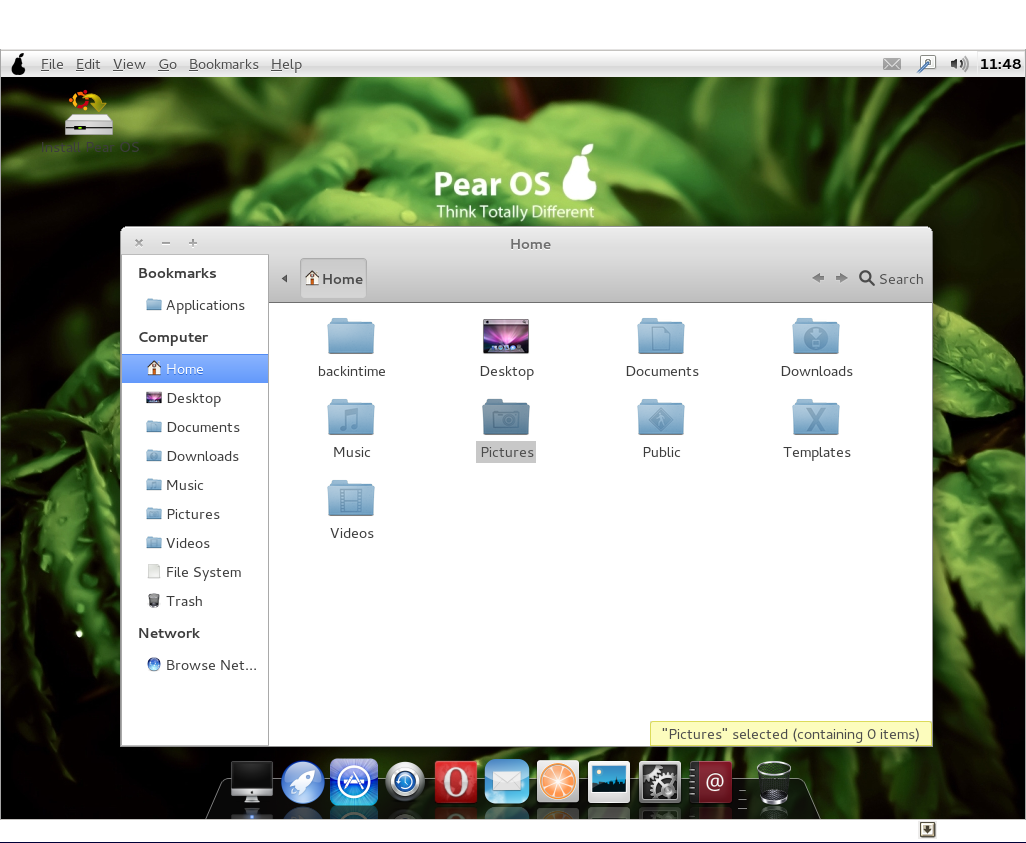 File Edit View Go Bookmarks Help 11:48
Install Pear OS
Pear OS
Think Totally Different
Home
Bookmarks
Applications
Computer
Home
Desktop
Documents
Downloads
Music
Pictures
Videos
File System
Trash
Network
Browse Net...
Home Search
backintime Desktop Documents Downloads
Music Pictures Public Templates
Videos
"Pictures" selected (containing 0 items)